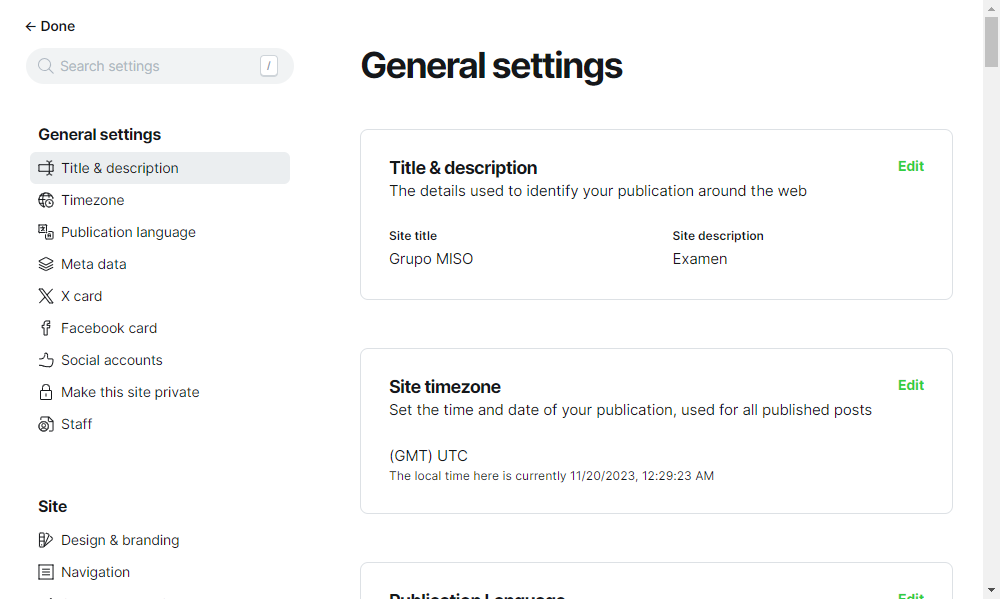 Done
Search settings
/
General settings
Title & description
Timezone
Publication language
Meta data
X card
Facebook card
Social accounts
Make this site private
Staff
Site
Design & branding
Navigation
General settings
Title & description
Edit
The details used to identify your publication around the web
Site title
Site description
Grupo MISO
Examen
Site timezone
Edit
Set the time and date of your publication, used for all published posts
(GMT) UTC
The local time here is currently 11/20/2023, 12:29:23 AM
Publication Language
Edit